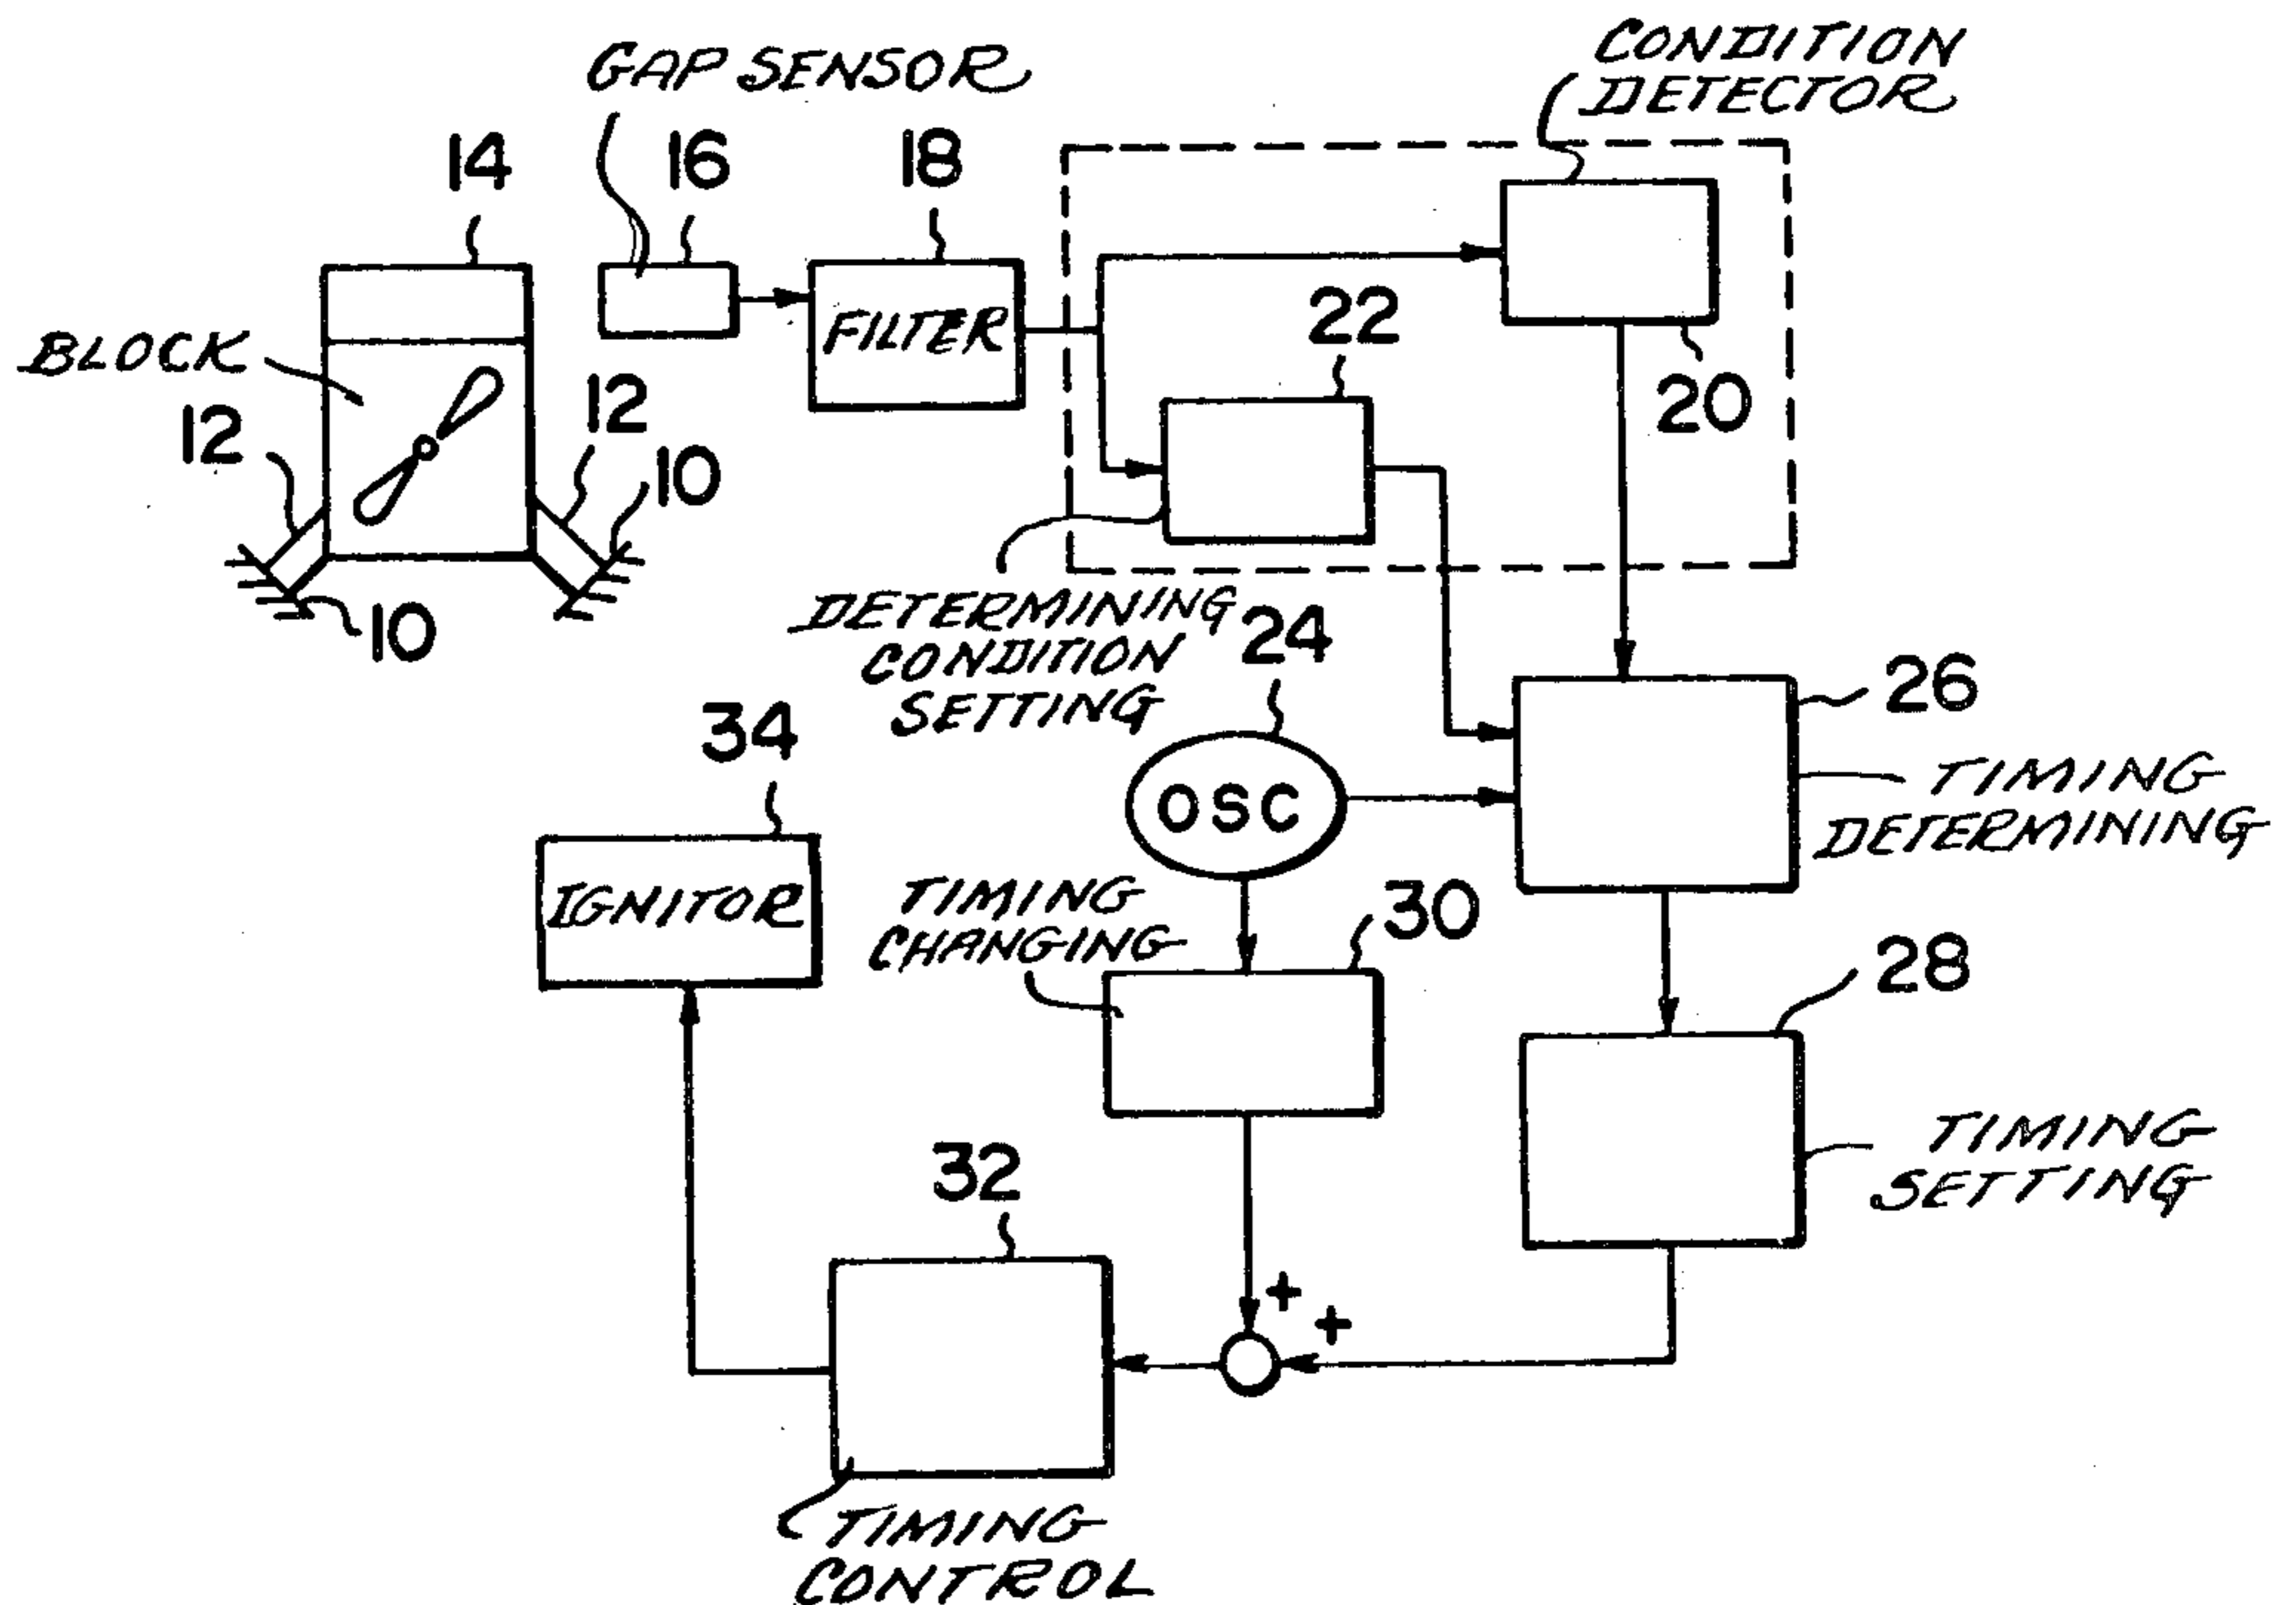 GAP SENSOR
CONDITION
DETECTOR
14
16
18
BLOCK
FILTER
22
20
12
12
10
10
DETERMINING
CONDITION
SETTING
24
26
34
OSC
TIMING
DETERMINING
IGNITOR
TIMING
CHANGING
30
28
TIMING
SETTING
32
+
+
TIMING
CONTROL